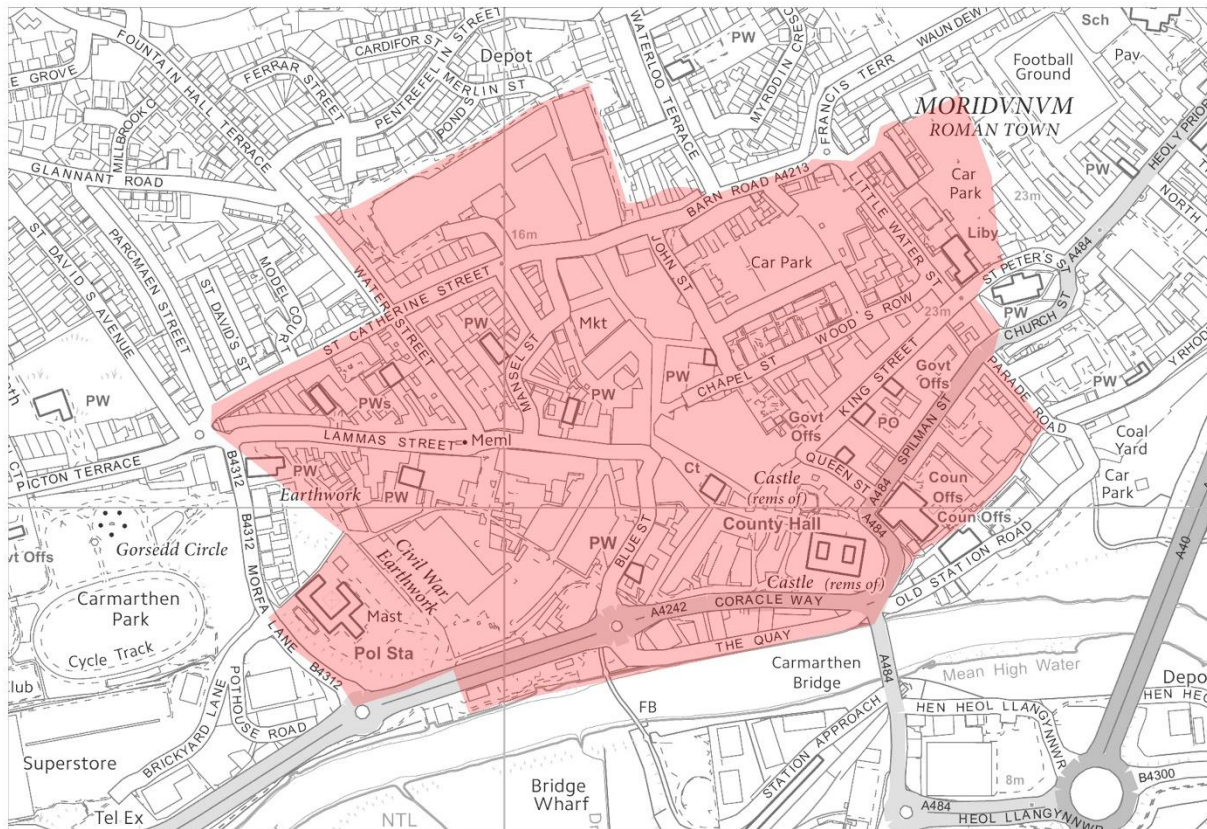 E GROVE
FOUNTAIN HALL TERRACE
CARDIFOR ST
FERRAR STREET
PENTREFELIN STREET
MERLIN ST
POND S
Depot
WATERLOO TERRACE
PW
MYRDDIN CRES
FRANCIS TERR
WAUNDEW
Sch
Pav
Football
Ground
MORIDVNVM
ROMAN TOWN
HEOL Y PRIOR
MILLBROOK
GLANNANT ROAD
ST DAVID S AVENUE
PARCMAEN STREET
ST DAVID'S ST
MODEL COURT
WATER STREET
ST CATHERINE STREET
16m
BARN ROAD A4213
JOHN ST
Car Park
LITTLE WATER ST
Car
Park
23m
Liby
PW
NORTH
ST PETER'S ST
A484
PW
CHURCH ST
23m
PW
MANSEL ST
Mkt
PW
PW
CHAPEL ST
WOOD S ROW
KING STREET
Govt
Offs
PARADE ROAD
PW
PW
PWs
LAMMAS STREET
Meml
Govt
Offs
PO
SPILMAN ST
QUEEN ST
Coal
Yard
Car
Park
PICTON TERRACE
B4312
PW
Earthwork
PW
Ct
Castle
(rems of)
A484
Coun
Offs
Coun Offs
Gorsedd Circle
vt Offs
B4312
MORFA LANE
B4312
Civil War
Earthwork
PW
BLUE ST
County Hall
A484
A40
Castle
(rems of)
OLD STATION ROAD
Carmarthen
Park
Cycle Track
Mast
Pol Sta
A4242
CORACLE WAY
THE QUAY
Club
POTHOUSE ROAD
BRICKYARD LANE
Carmarthen
Bridge
A484
Mean High Water
Depo
HEN HEOL LLANGYNNWR
HEN HEO
FB
STATION APPROACH
Superstore
Tel Ex
NTL
Bridge
Wharf
8m
A484
HEOL LLANGYNNWR
B4300